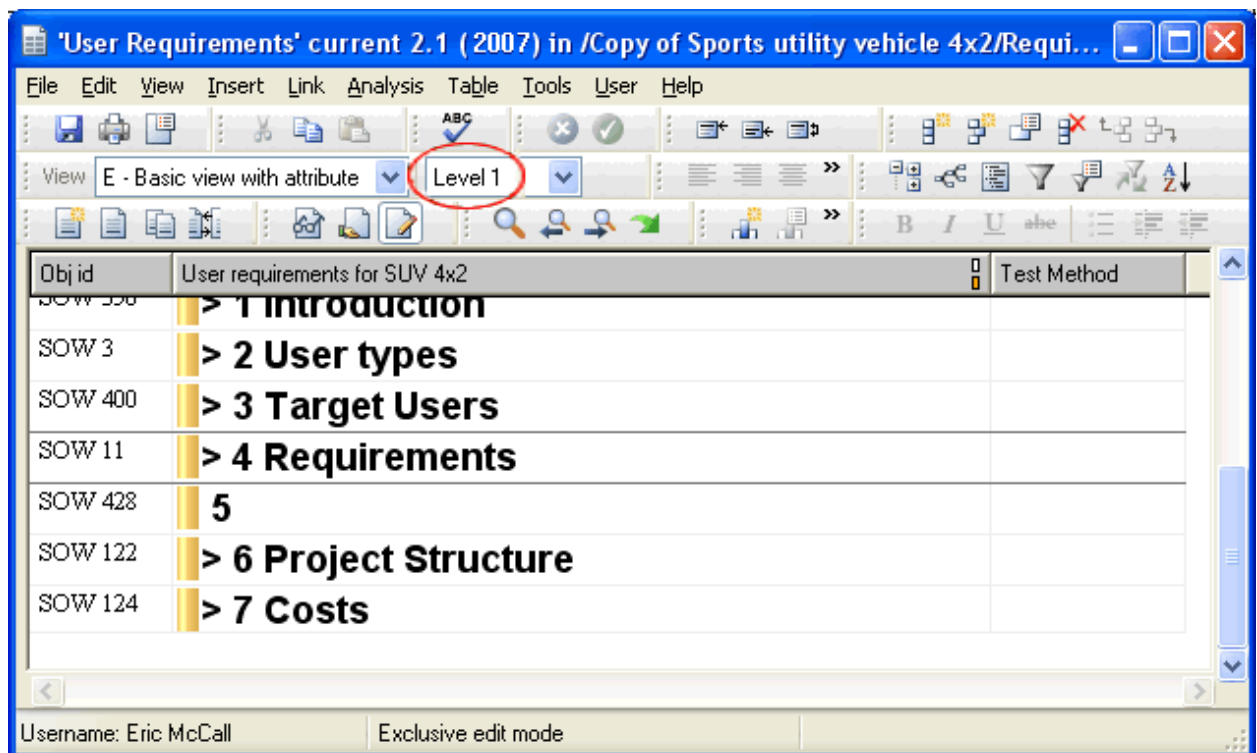 'User Requirements' current 2.1 (2007) in /Copy of Sports utility vehicle 4x2/Requi...
File Edit View Insert Link Analysis Table Tools User Help
ABC
View E - Basic view with attribute Level 1 »
» B I U abc
Obj id User requirements for SUV 4x2 Test Method
SOW > 1 Introduction
SOW 3 > 2 User types
SOW 400 > 3 Target Users
SOW 11 > 4 Requirements
SOW 428 5
SOW 122 > 6 Project Structure
SOW 124 > 7 Costs
Username: Eric McCall Exclusive edit mode